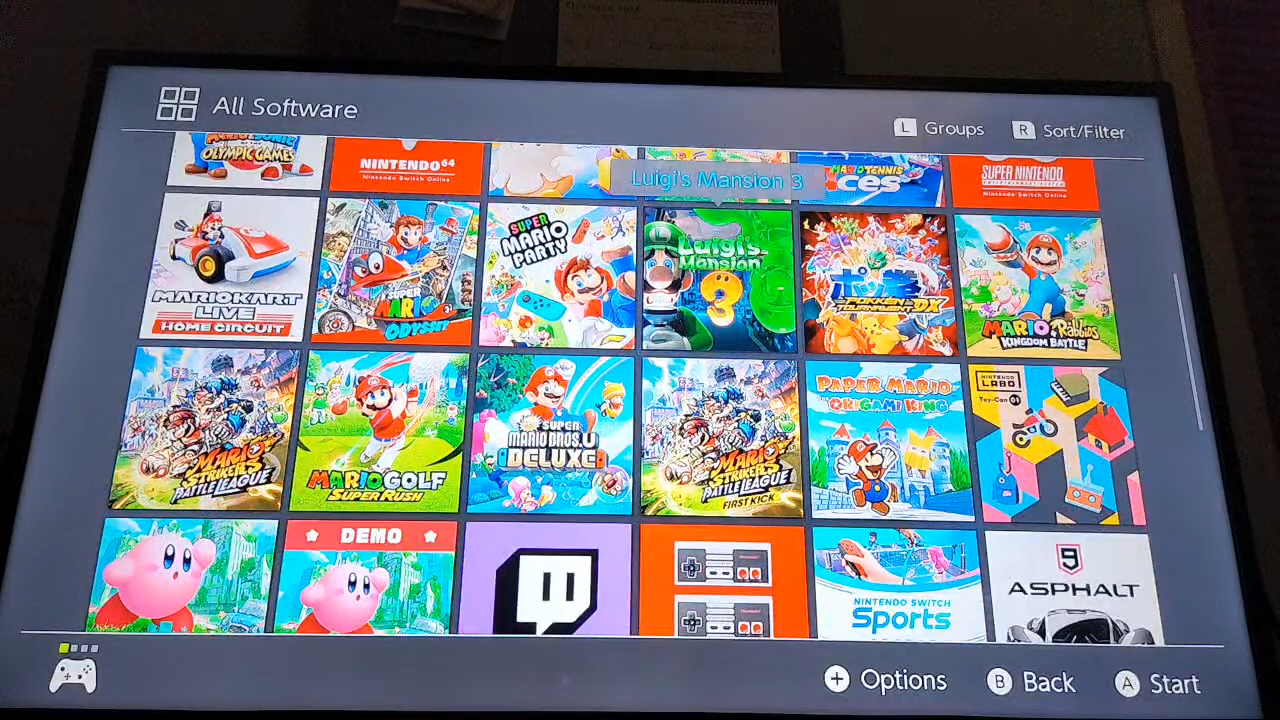 All Software
L Groups
R Sort/Filter
OLYMPIC GAMES
NINTENDO 64
Nintendo Switch Online
Luigi's Mansion 3
MARIO TENNIS
ces
SUPER NINTENDO
Nintendo Switch Online
MARIOKART
LIVE
HOME CIRCUIT
SUPER
MARIO
ODYSSEY
SUPER
MARIO
PARTY
Luigi's
Mansion
3
ポッ拳
POKKÉN
TOURNAMENT DX
MARIO + Rabbids
KINGDOM BATTLE
MARIO
STRIKERS
BATTLE LEAGUE
MARIO GOLF
SUPER RUSH
SUPER
MARIO BROS. U
DELUXE
MARIO
STRIKERS
BATTLE LEAGUE
FIRST KICK
PAPER MARIO
ORIGAMI KING
NINTENDO
LABO
Toy-Con 01
DEMO
NINTENDO SWITCH
Sports
9
ASPHALT
+ Options
B Back
A Start